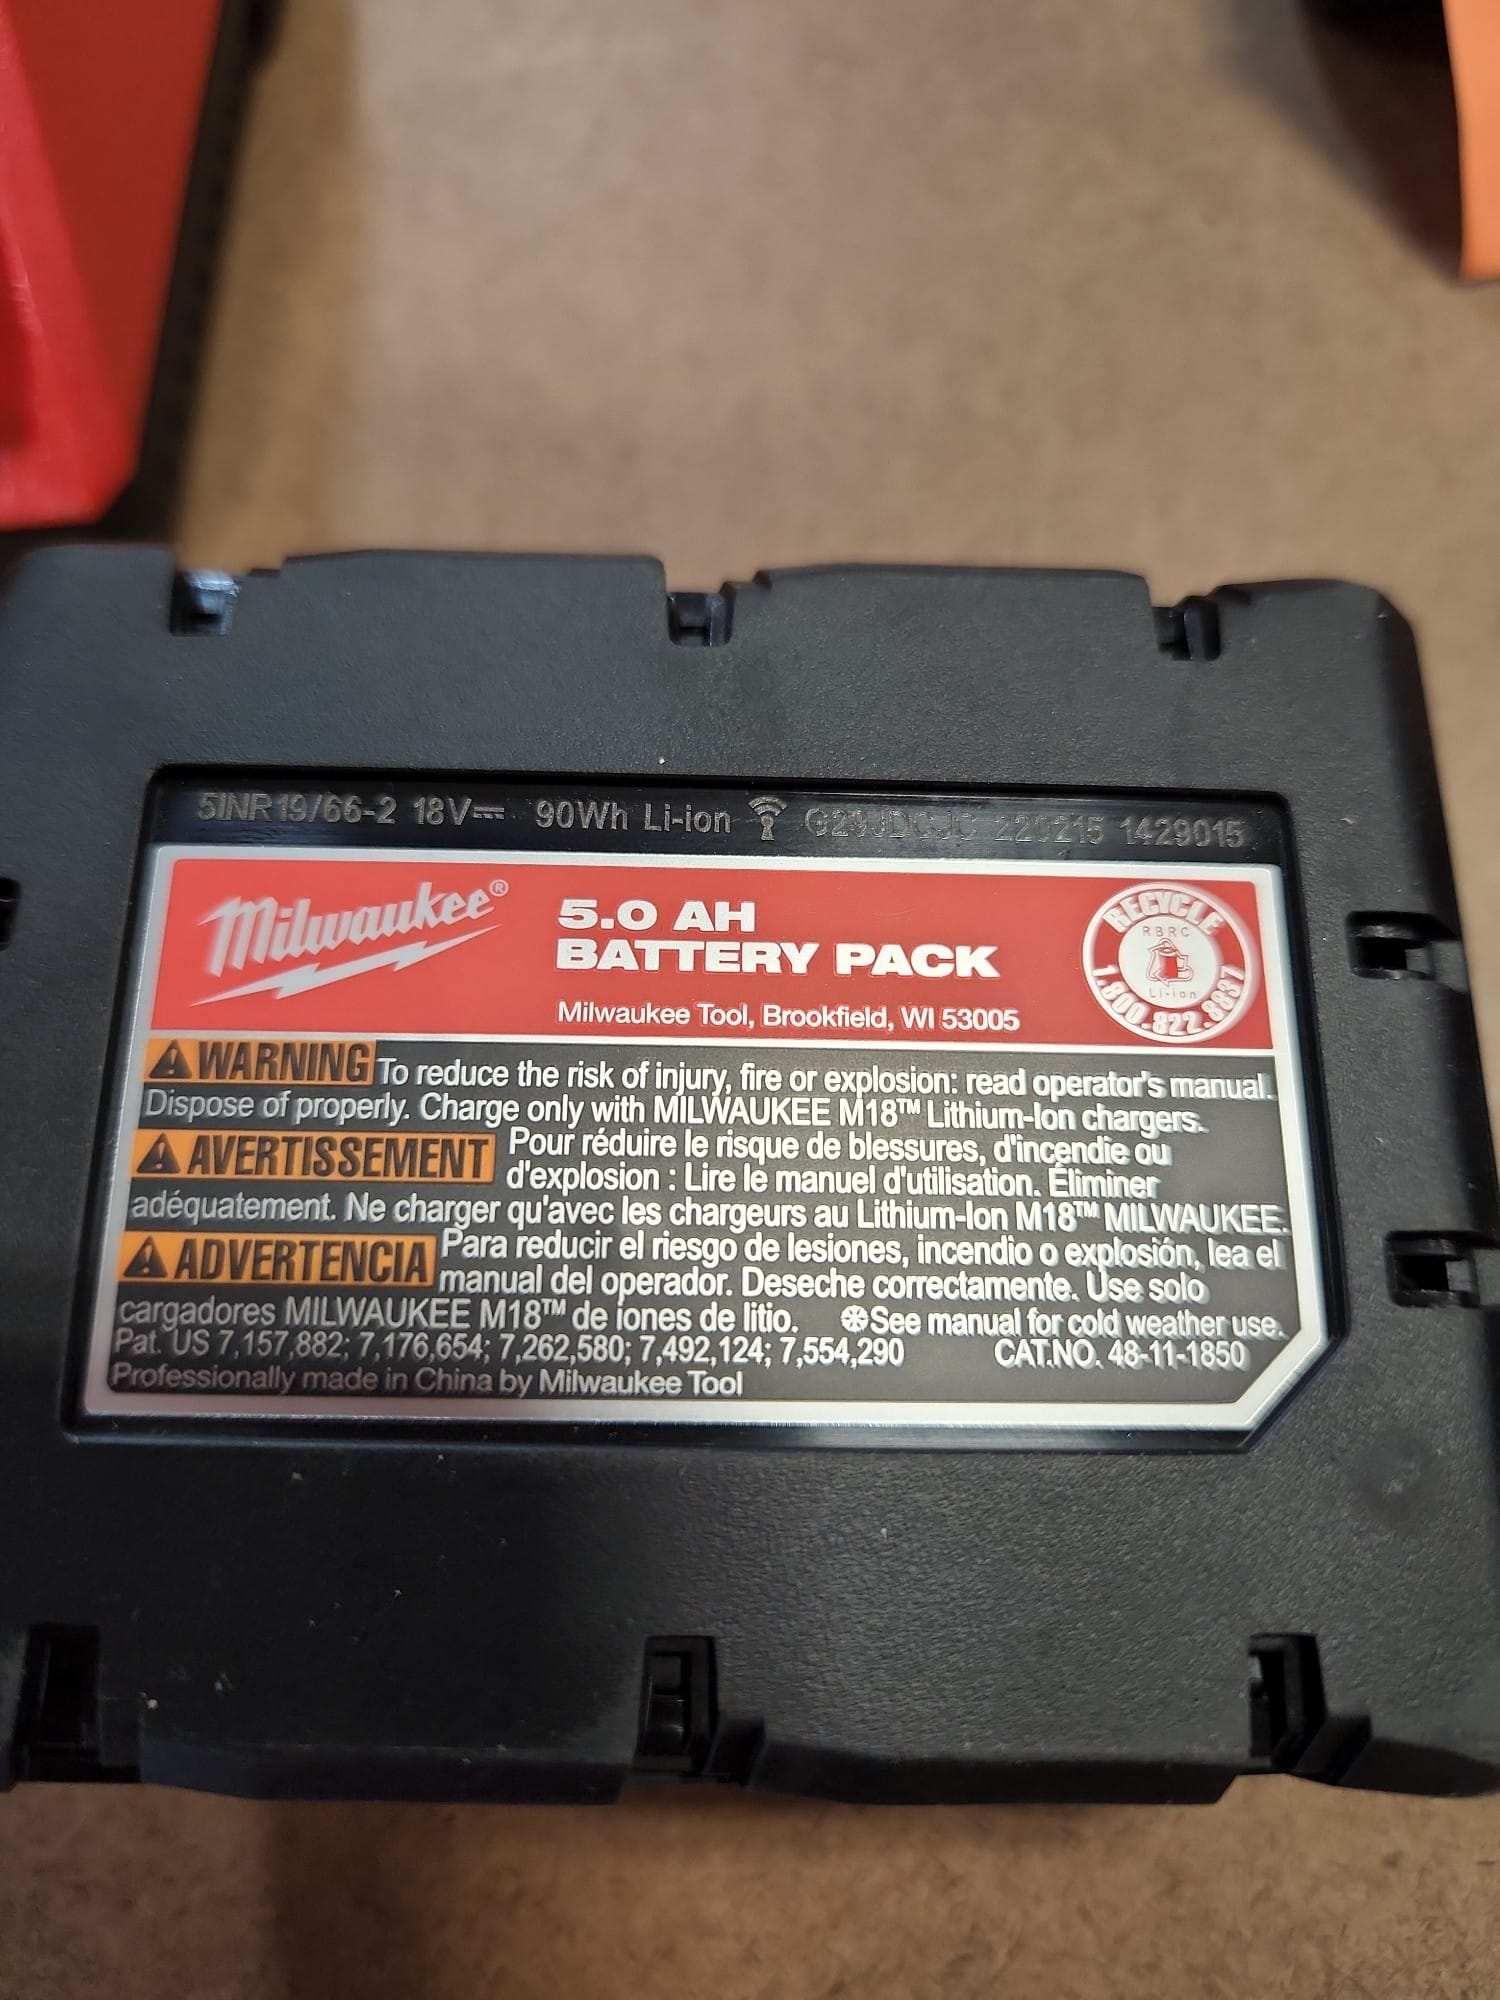 5INR19/66-2 18V⎓ 90Wh Li-ion G29JDCJC 220215 1429015
Milwaukee®
5.0 AH
BATTERY PACK
Milwaukee Tool, Brookfield, WI 53005
RECYCLE
RBRC
Li-ion
1.800.822.8837
⚠WARNING To reduce the risk of injury, fire or explosion: read operator's manual.
Dispose of properly. Charge only with MILWAUKEE M18™ Lithium-Ion chargers.
⚠AVERTISSEMENT Pour réduire le risque de blessures, d'incendie ou
d'explosion : Lire le manuel d'utilisation. Éliminer
adéquatement. Ne charger qu'avec les chargeurs au Lithium-Ion M18™ MILWAUKEE.
⚠ADVERTENCIA Para reducir el riesgo de lesiones, incendio o explosión, lea el
manual del operador. Deseche correctamente. Use solo
cargadores MILWAUKEE M18™ de iones de litio. ❄See manual for cold weather use.
Pat. US 7,157,882; 7,176,654; 7,262,580; 7,492,124; 7,554,290 CAT.NO. 48-11-1850
Professionally made in China by Milwaukee Tool